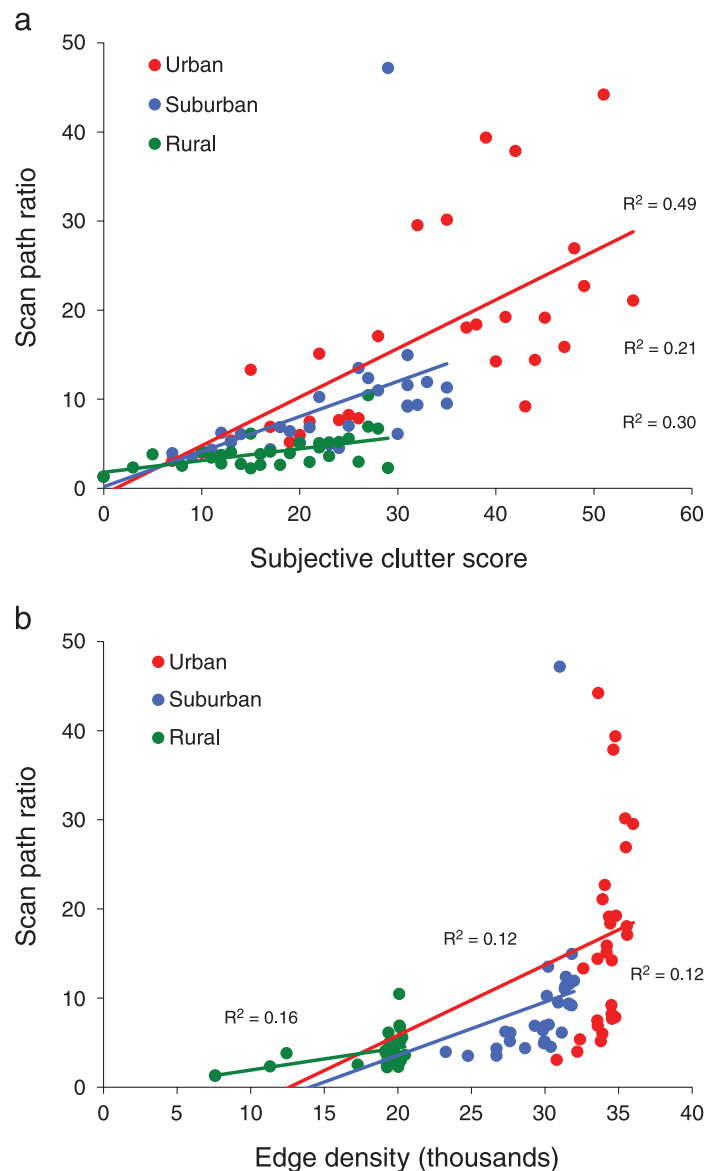 a
50
40
30
20
10
0
Scan path ratio
Urban
Suburban
Rural
R² = 0.49
R² = 0.21
R² = 0.30
0 10 20 30 40 50 60
Subjective clutter score
b
50
40
30
20
10
0
Scan path ratio
Urban
Suburban
Rural
R² = 0.12
R² = 0.12
R² = 0.16
0 5 10 15 20 25 30 35 40
Edge density (thousands)